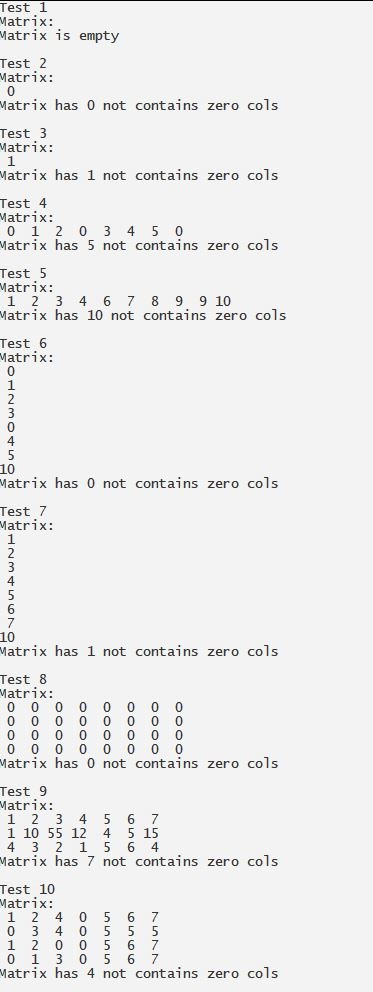 Test 1
Matrix:
Matrix is empty

Test 2
Matrix:
0
Matrix has 0 not contains zero cols

Test 3
Matrix:
1
Matrix has 1 not contains zero cols

Test 4
Matrix:
0 1 2 0 3 4 5 0
Matrix has 5 not contains zero cols

Test 5
Matrix:
1 2 3 4 6 7 8 9 9 10
Matrix has 10 not contains zero cols

Test 6
Matrix:
0
1
2
3
0
4
5
10
Matrix has 0 not contains zero cols

Test 7
Matrix:
1
2
3
4
5
6
7
10
Matrix has 1 not contains zero cols

Test 8
Matrix:
0 0 0 0 0 0 0 0
0 0 0 0 0 0 0 0
0 0 0 0 0 0 0 0
0 0 0 0 0 0 0 0
Matrix has 0 not contains zero cols

Test 9
Matrix:
1 2 3 4 5 6 7
1 10 55 12 4 5 15
4 3 2 1 5 6 4
Matrix has 7 not contains zero cols

Test 10
Matrix:
1 2 4 0 5 6 7
0 3 4 0 5 5 5
1 2 0 0 5 6 7
0 1 3 0 5 6 7
Matrix has 4 not contains zero cols